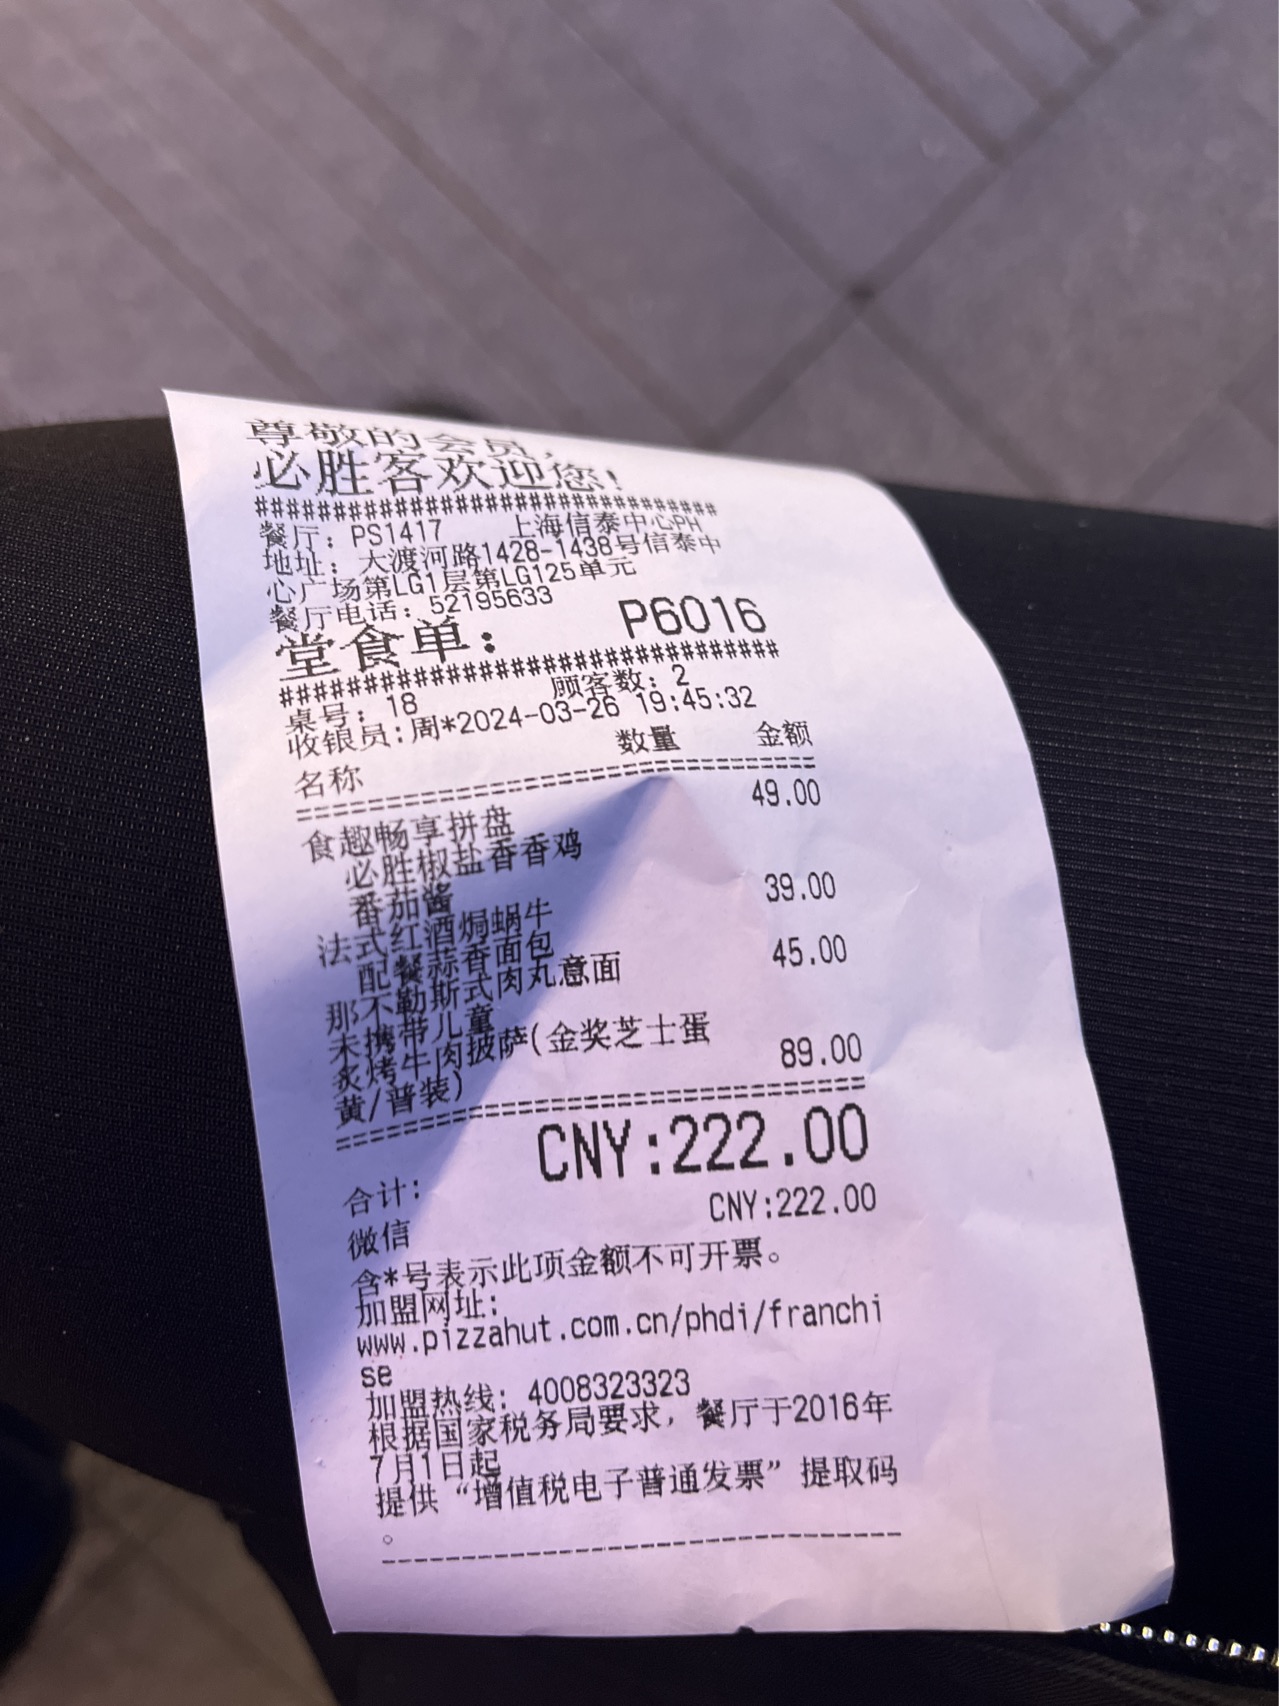 尊敬的会员，
必胜客欢迎您!
####################################
餐厅: PS1417 上海信泰中心PH
地址: 大渡河路1428-1438号信泰中
心广场第LG1层第LG125单元
餐厅电话: 52195633
堂食单: P6016
####################################
桌号: 18 顾客数: 2
收银员:周*2024-03-26 19:45:32
名称 数量 金额
====================================
食趣畅享拼盘 49.00
必胜椒盐香香鸡
番茄酱
法式红酒焗蜗牛 39.00
配餐蒜香面包
那不勒斯式肉丸意面 45.00
未携带儿童
炙烤牛肉披萨(金奖芝士蛋
黄/普装) 89.00
====================================
合计: CNY:222.00
微信 CNY:222.00
含*号表示此项金额不可开票。
加盟网址:
www.pizzahut.com.cn/phdi/franchi
se
加盟热线: 4008323323
根据国家税务局要求，餐厅于2016年
7月1日起
提供“增值税电子普通发票”提取码
。
------------------------------------